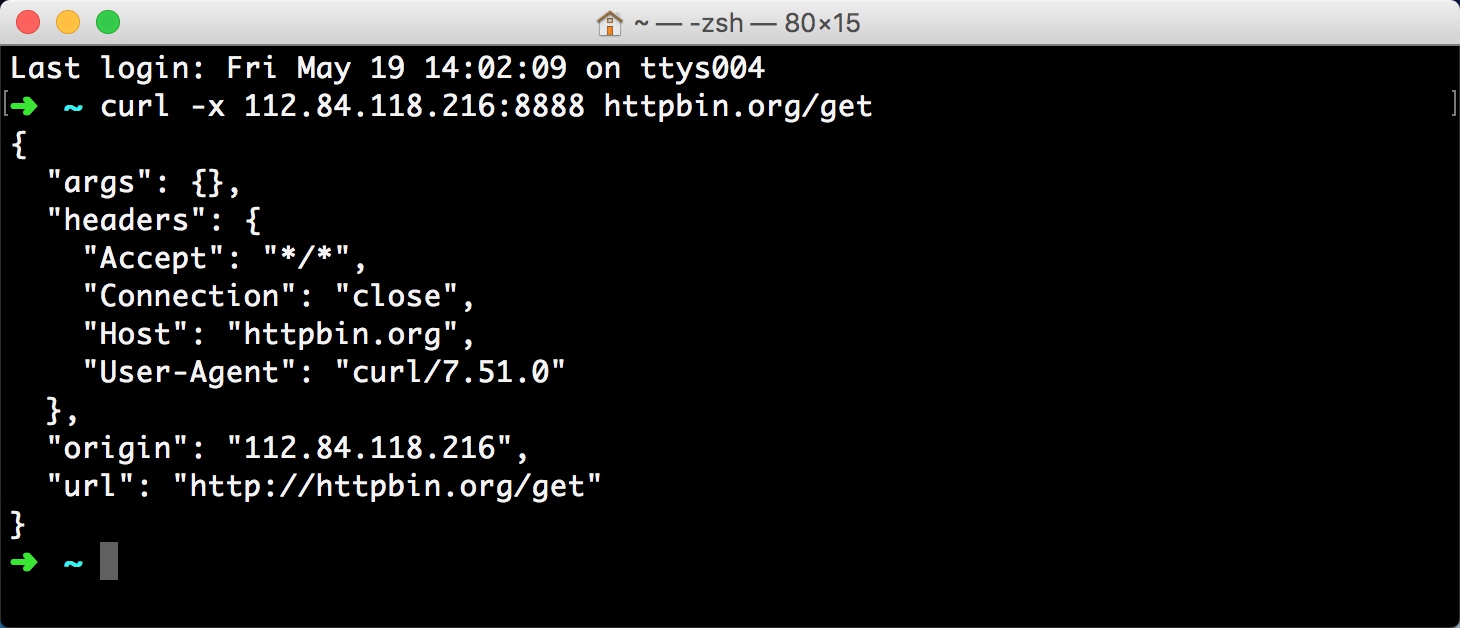 ~ — -zsh — 80×15
Last login: Fri May 19 14:02:09 on ttys004
[➜  ~ curl -x 112.84.118.216:8888 httpbin.org/get ]
{
  "args": {},
  "headers": {
    "Accept": "*/*",
    "Connection": "close",
    "Host": "httpbin.org",
    "User-Agent": "curl/7.51.0"
  },
  "origin": "112.84.118.216",
  "url": "http://httpbin.org/get"
}
➜  ~